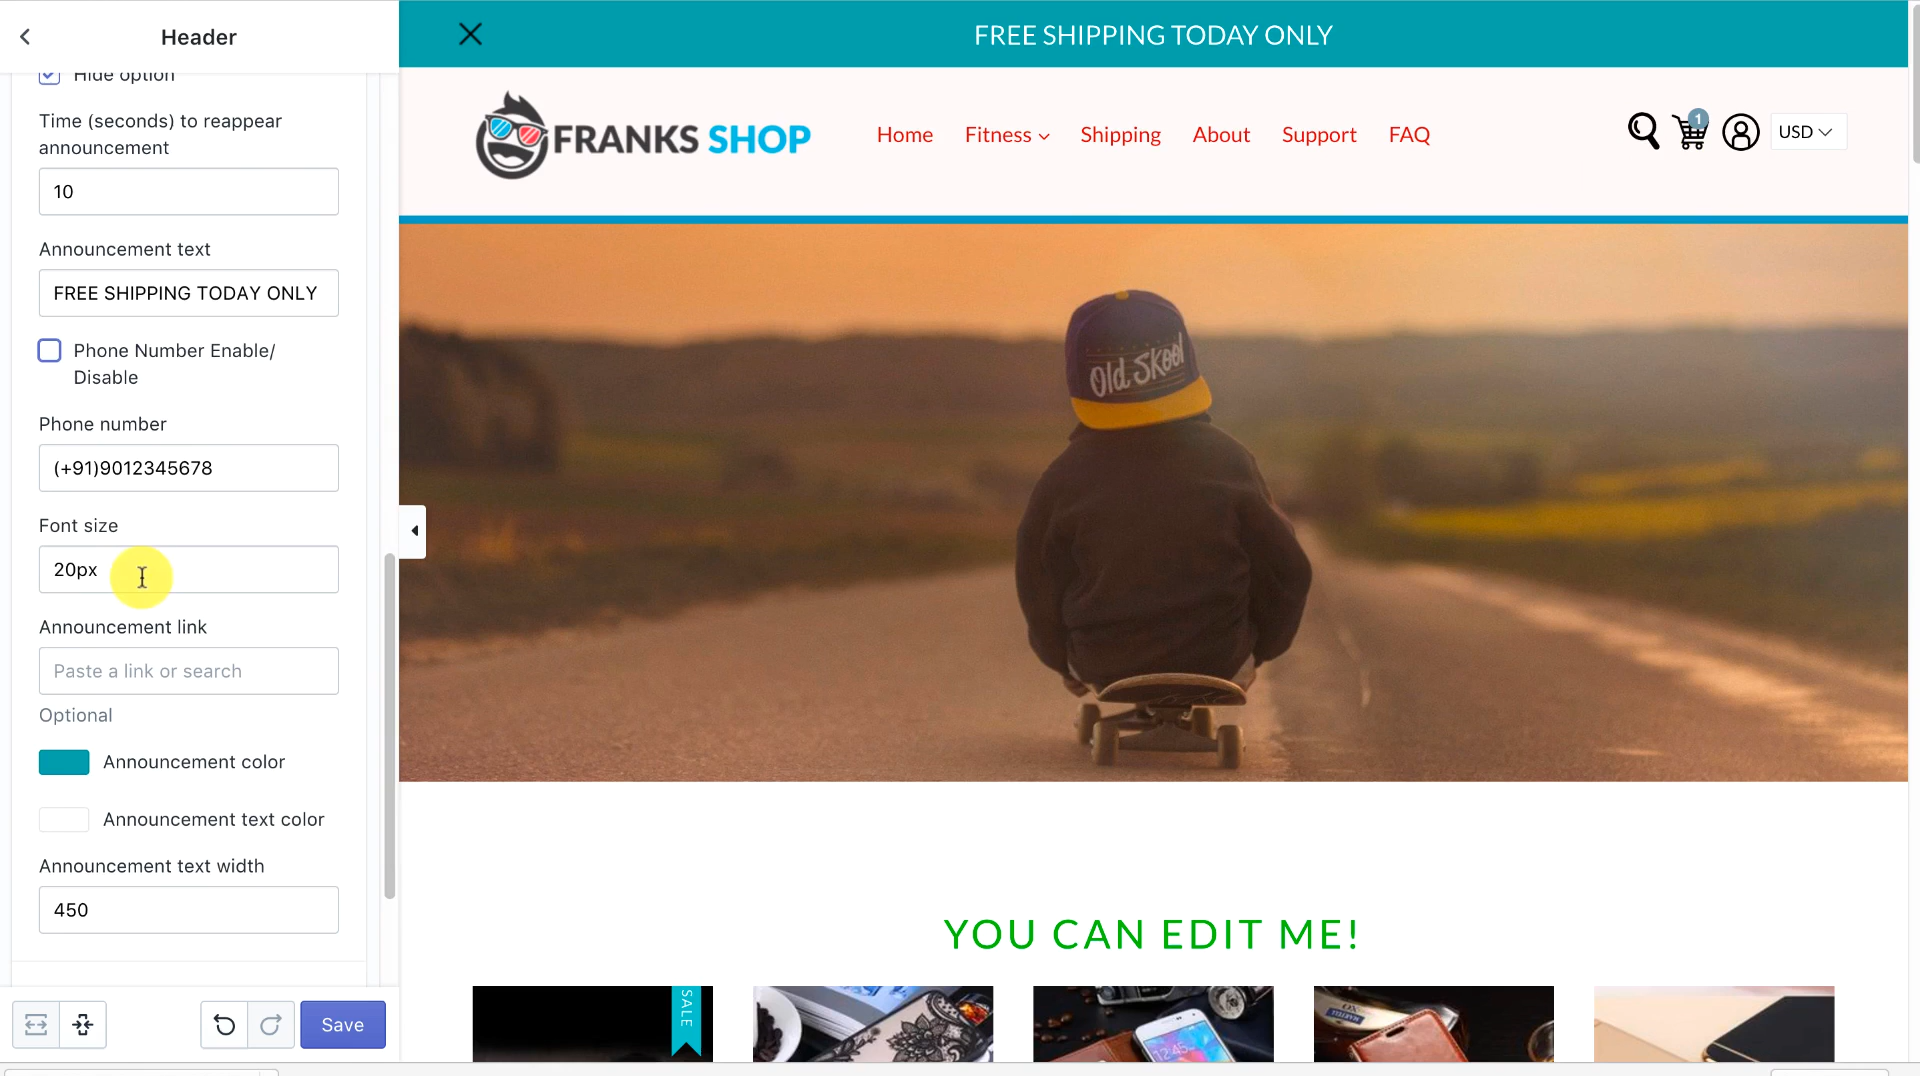 Header
Hide option
Time (seconds) to reappear
announcement
10
Announcement text
FREE SHIPPING TODAY ONLY
Phone Number Enable/
Disable
Phone number
(+91)9012345678
Font size
20px
Announcement link
Paste a link or search
Optional
Announcement color
Announcement text color
Announcement text width
450
Save
FREE SHIPPING TODAY ONLY
FRANKS SHOP
Home
Fitness
Shipping
About
Support
FAQ
1
USD
Old Skool
YOU CAN EDIT ME!
SALE
12:45